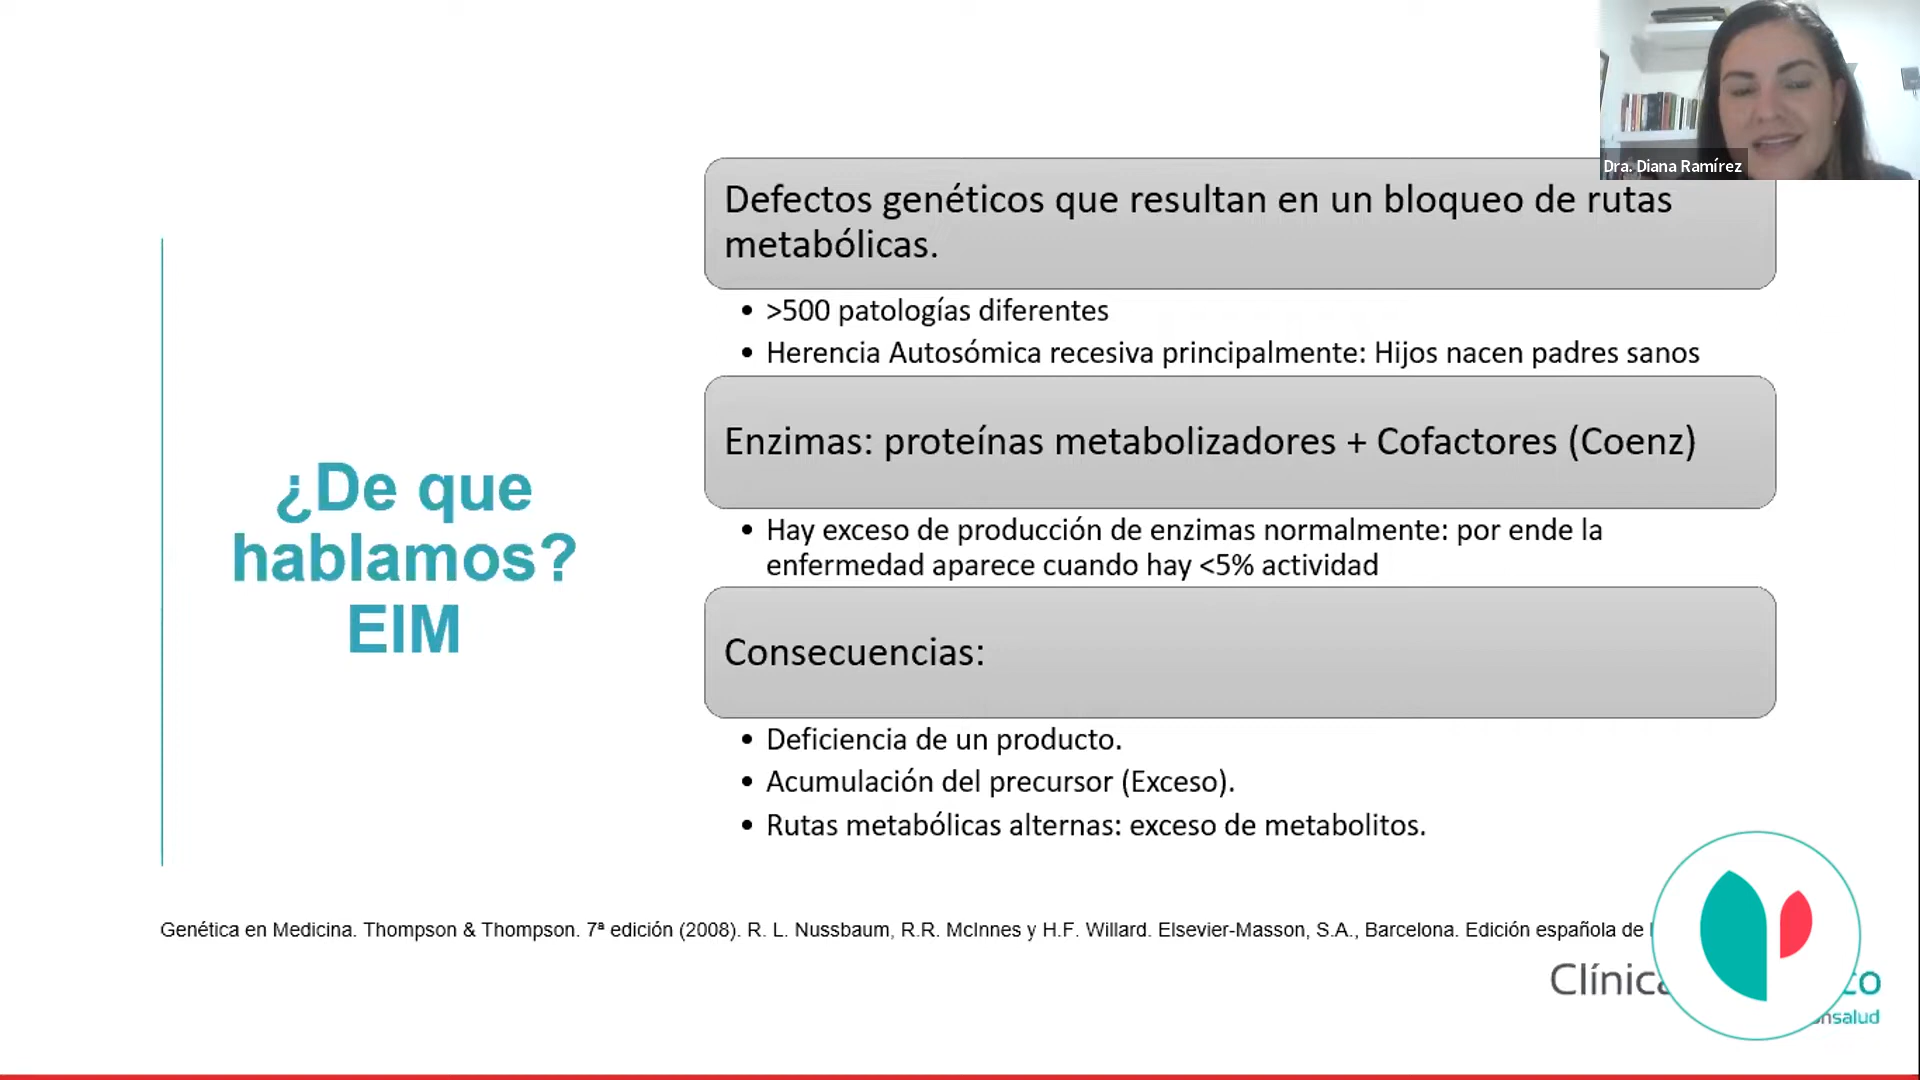 Dra. Diana Ramírez
Defectos genéticos que resultan en un bloqueo de rutas
metabólicas.
• >500 patologías diferentes
• Herencia Autosómica recesiva principalmente: Hijos nacen padres sanos
¿De que
hablamos?
EIM
Enzimas: proteínas metabolizadores + Cofactores (Coenz)
• Hay exceso de producción de enzimas normalmente: por ende la
enfermedad aparece cuando hay <5% actividad
Consecuencias:
• Deficiencia de un producto.
• Acumulación del precursor (Exceso).
• Rutas metabólicas alternas: exceso de metabolitos.
Genética en Medicina. Thompson & Thompson. 7ª edición (2008). R. L. Nussbaum, R.R. McInnes y H.F. Willard. Elsevier-Masson, S.A., Barcelona. Edición española de